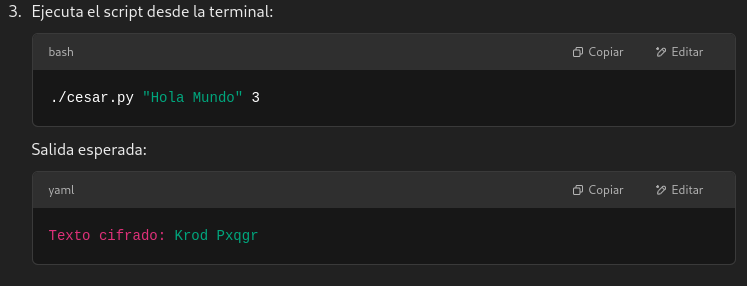 3. Ejecuta el script desde la terminal:
bash Copiar Editar
./cesar.py "Hola Mundo" 3
Salida esperada:
yaml Copiar Editar
Texto cifrado: Krod Pxqgr